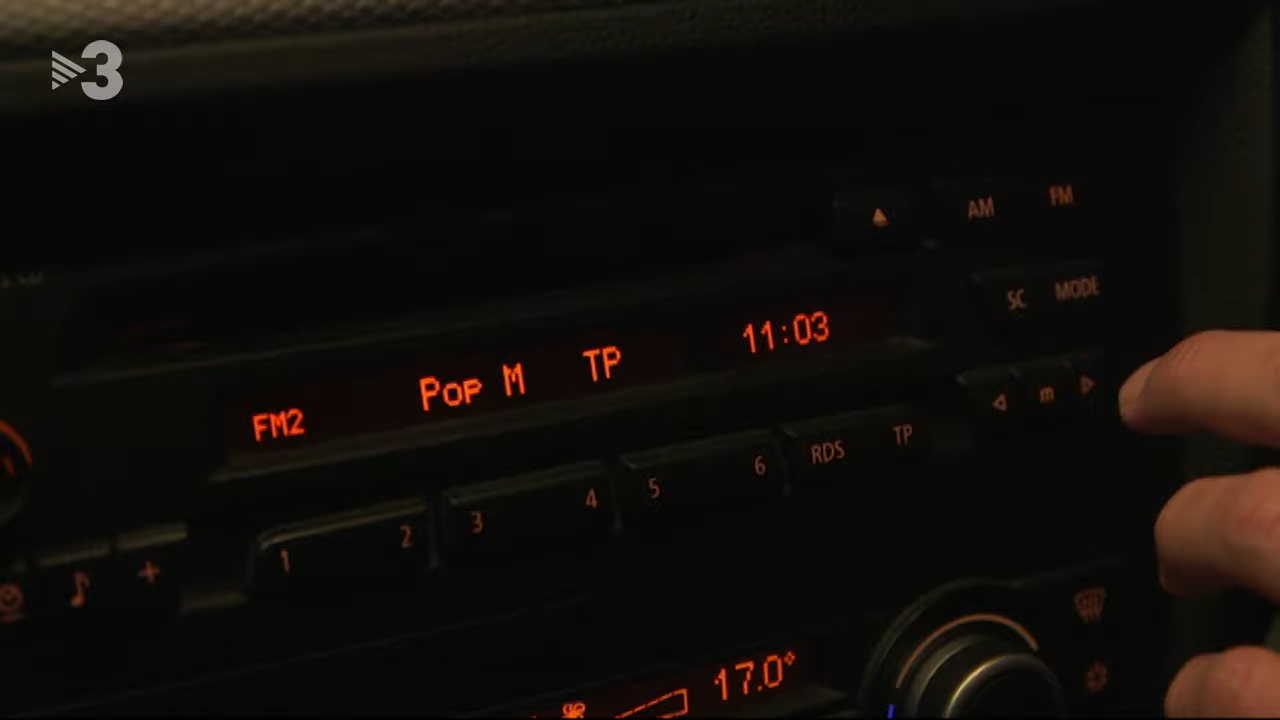 3
AM FM
SC MODE
FM2 Pop M TP 11:03
m
1 2 3 4 5 6 RDS TP
+
17.0°